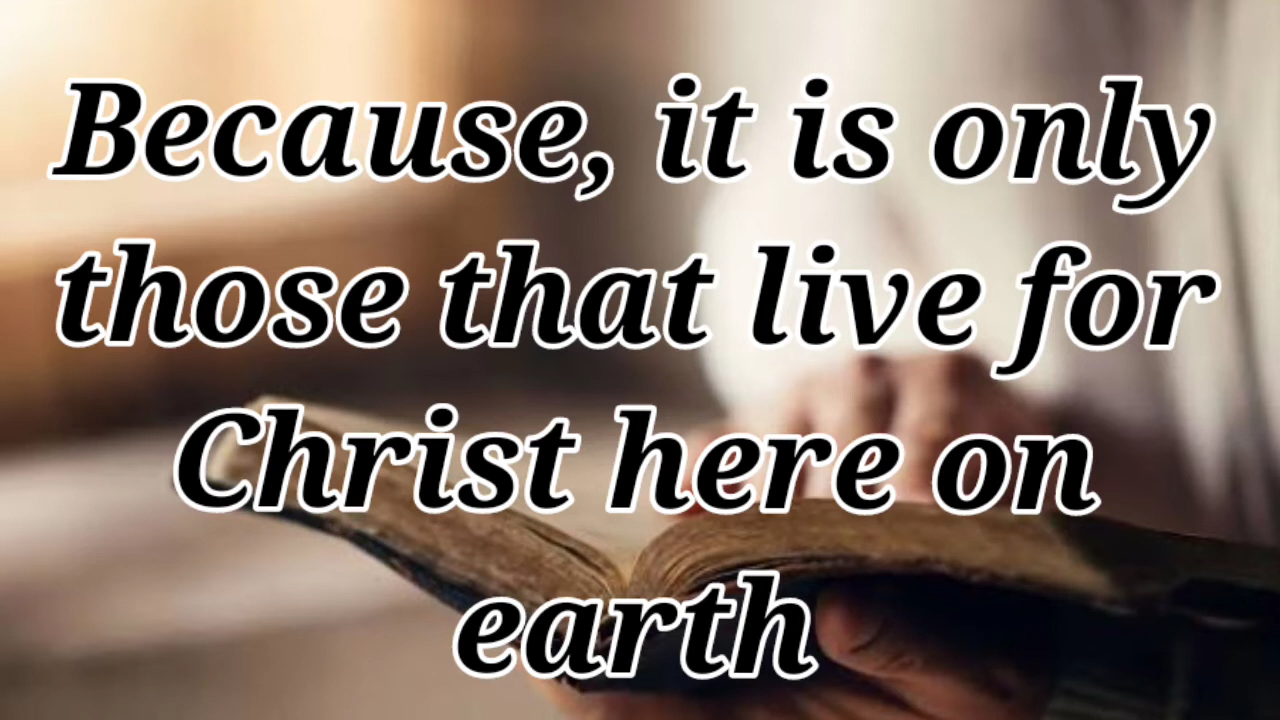 Because, it is only
those that live for
Christ here on
earth